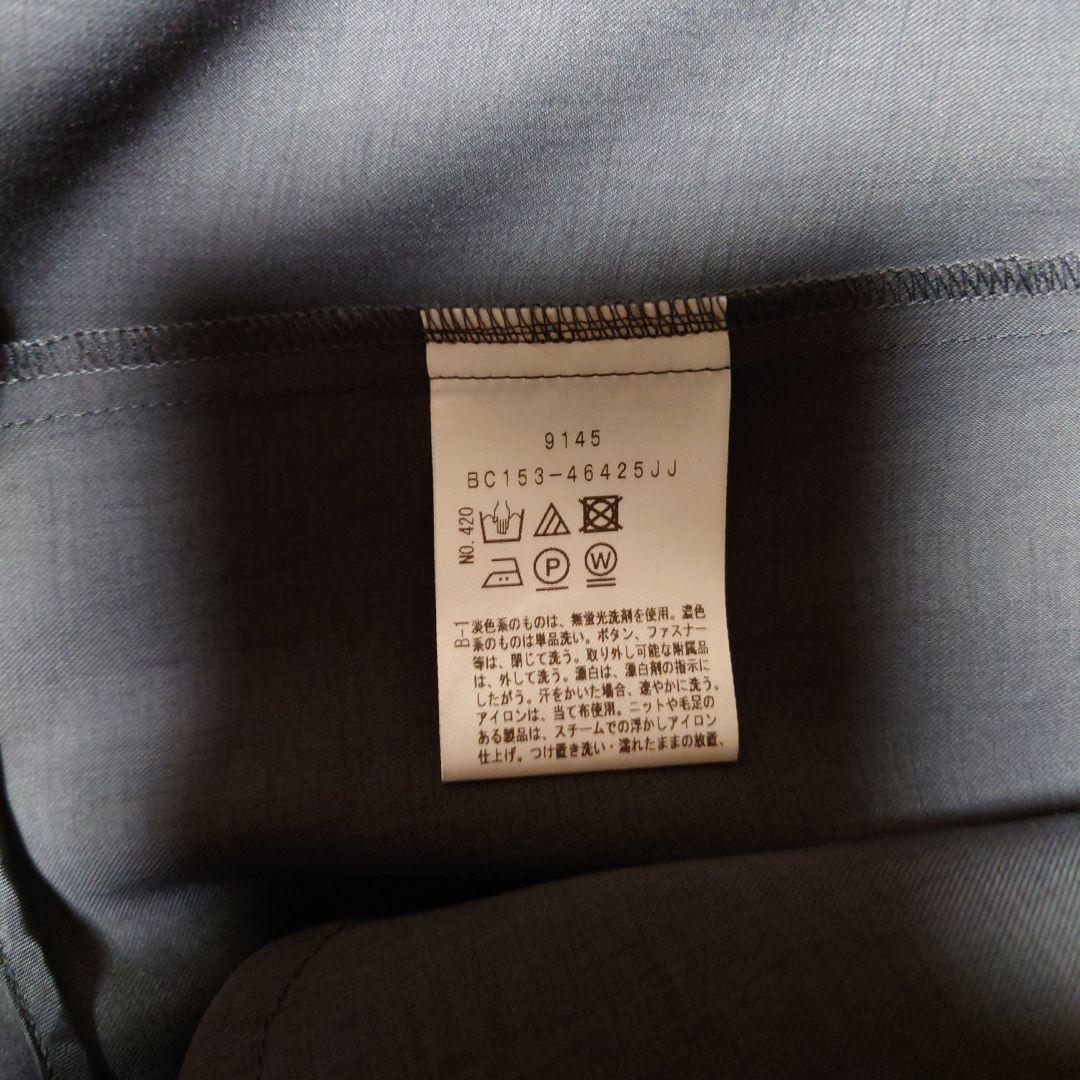 9145
BC153-46425JJ
NO. 420
P
W
B-1
淡色系のものは、無蛍光洗剤を使用。濃色
系のものは単品洗い。ボタン、ファスナー
等は、閉じて洗う。取り外し可能な附属品
は、外して洗う。漂白は、漂白剤の指示に
したがう。汗をかいた場合、速やかに洗う。
アイロンは、当て布使用。ニットや毛足の
ある製品は、スチームでの浮かしアイロン
仕上げ。つけ置き洗い・濡れたままの放置、